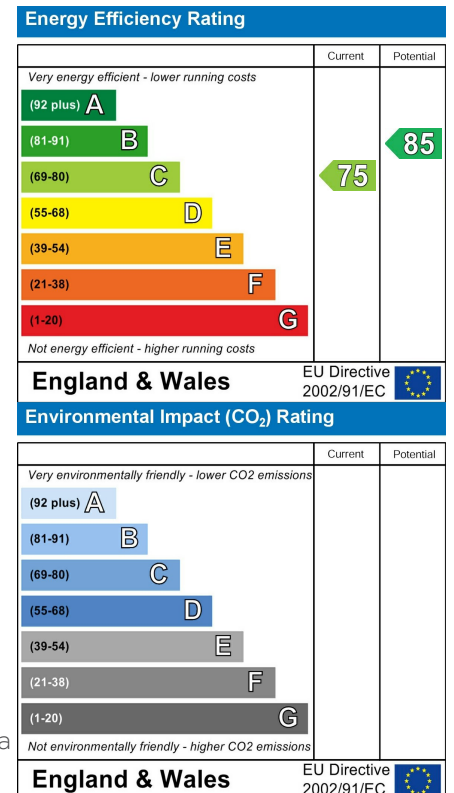 Energy Efficiency Rating
Current Potential
Very energy efficient - lower running costs
(92 plus) A
(81-91) B
85
(69-80) C
75
(55-68) D
(39-54) E
(21-38) F
(1-20) G
Not energy efficient - higher running costs
England & Wales
EU Directive
2002/91/EC
Environmental Impact (CO₂) Rating
Current Potential
Very environmentally friendly - lower CO2 emissions
(92 plus) A
(81-91) B
(69-80) C
(55-68) D
(39-54) E
(21-38) F
(1-20) G
a
Not environmentally friendly - higher CO2 emissions
England & Wales
EU Directive
2002/91/EC